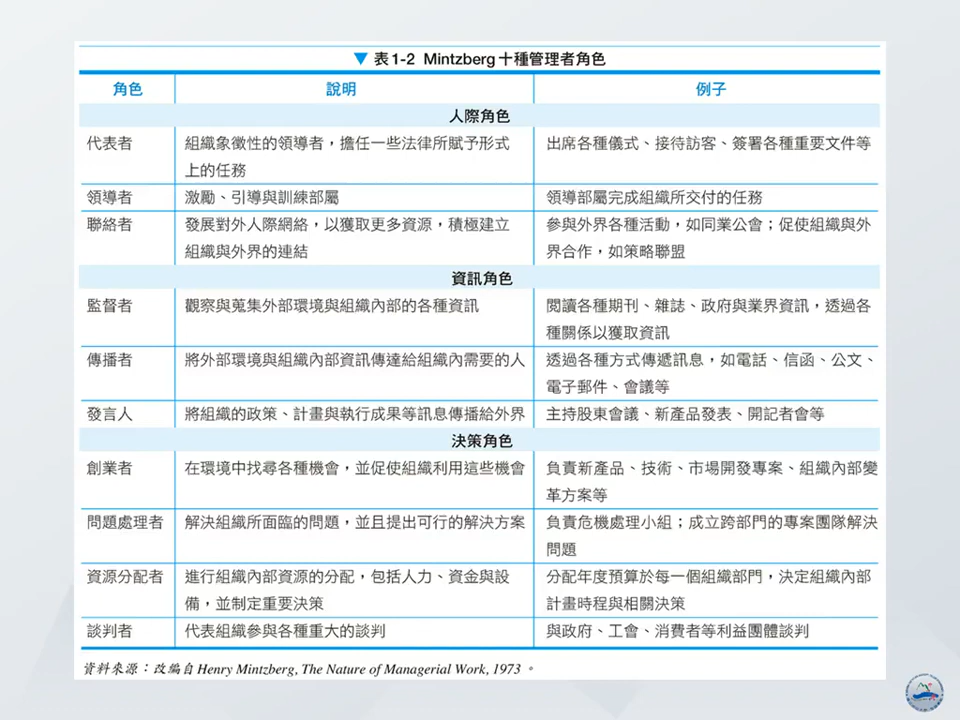 ▼ 表1-2 Mintzberg十種管理者角色
角色 說明 例子
人際角色
代表者 組織象徵性的領導者，擔任一些法律所賦予形式 出席各種儀式、接待訪客、簽署各種重要文件等
上的任務
領導者 激勵、引導與訓練部屬 領導部屬完成組織所交付的任務
聯絡者 發展對外人際網絡，以獲取更多資源，積極建立 參與外界各種活動，如同業公會；促使組織與外
組織與外界的連結 界合作，如策略聯盟
資訊角色
監督者 觀察與蒐集外部環境與組織內部的各種資訊 閱讀各種期刊、雜誌、政府與業界資訊，透過各
種關係以獲取資訊
傳播者 將外部環境與組織內部資訊傳達給組織內需要的人 透過各種方式傳遞訊息，如電話、信函、公文、
電子郵件、會議等
發言人 將組織的政策、計畫與執行成果等訊息傳播給外界 主持股東會議、新產品發表、開記者會等
決策角色
創業者 在環境中找尋各種機會，並促使組織利用這些機會 負責新產品、技術、市場開發專案、組織內部變
革方案等
問題處理者 解決組織所面臨的問題，並且提出可行的解決方案 負責危機處理小組；成立跨部門的專案團隊解決
問題
資源分配者 進行組織內部資源的分配，包括人力、資金與設 分配年度預算於每一個組織部門，決定組織內部
備，並制定重要決策 計畫時程與相關決策
談判者 代表組織參與各種重大的談判 與政府、工會、消費者等利益團體談判
資料來源：改編自 Henry Mintzberg, The Nature of Managerial Work, 1973。